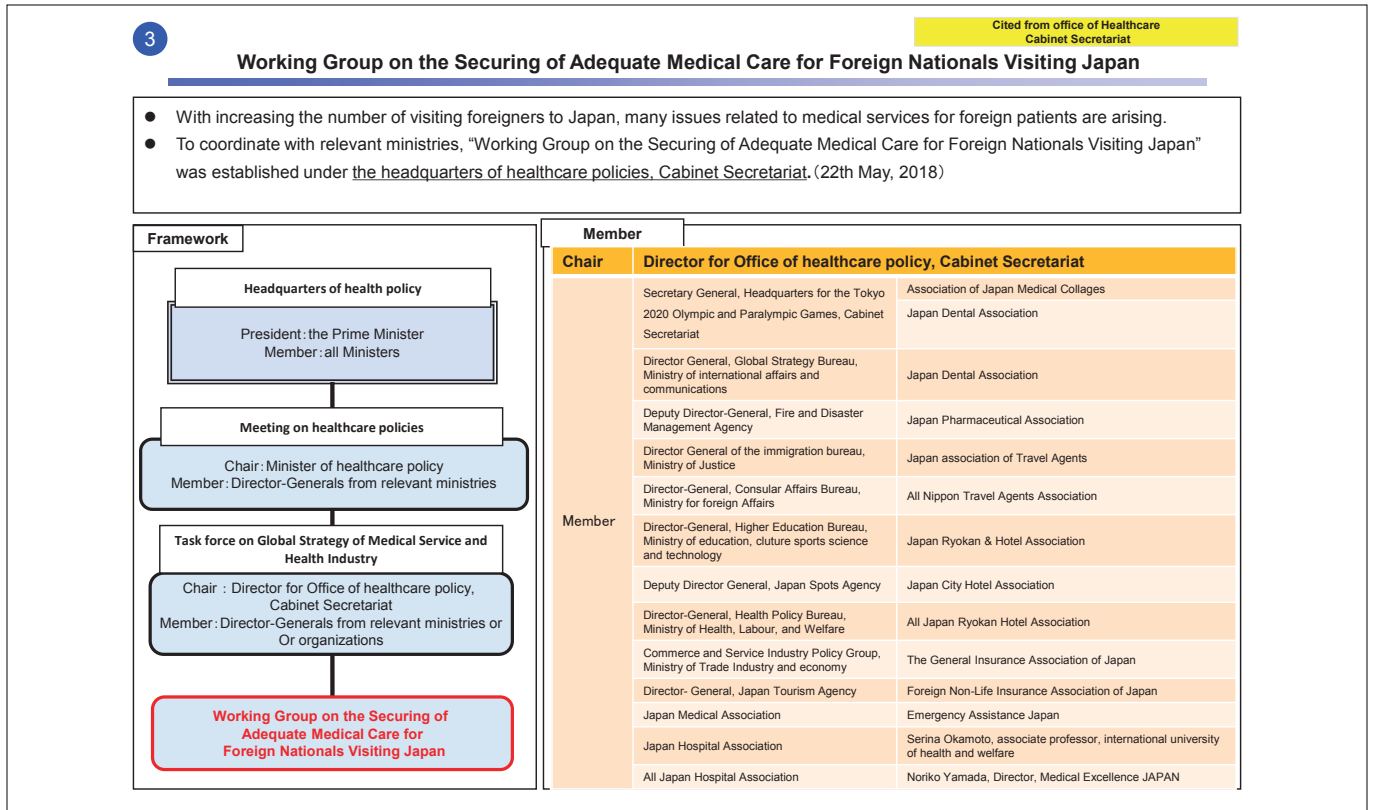 3
Cited from office of Healthcare
Cabinet Secretariat
Working Group on the Securing of Adequate Medical Care for Foreign Nationals Visiting Japan
● With increasing the number of visiting foreigners to Japan, many issues related to medical services for foreign patients are arising.
● To coordinate with relevant ministries, “Working Group on the Securing of Adequate Medical Care for Foreign Nationals Visiting Japan”
was established under the headquarters of healthcare policies, Cabinet Secretariat.(22th May, 2018)
Framework
Headquarters of health policy
President:the Prime Minister
Member:all Ministers
Meeting on healthcare policies
Chair:Minister of healthcare policy
Member:Director-Generals from relevant ministries
Task force on Global Strategy of Medical Service and
Health Industry
Chair : Director for Office of healthcare policy,
Cabinet Secretariat
Member:Director-Generals from relevant ministries or
Or organizations
Working Group on the Securing of
Adequate Medical Care for
Foreign Nationals Visiting Japan
Member
Chair
Director for Office of healthcare policy, Cabinet Secretariat
Member
Secretary General, Headquarters for the Tokyo
2020 Olympic and Paralympic Games, Cabinet
Secretariat
Association of Japan Medical Collages
Japan Dental Association
Director General, Global Strategy Bureau,
Ministry of international affairs and
communications
Japan Dental Association
Deputy Director-General, Fire and Disaster
Management Agency
Japan Pharmaceutical Association
Director General of the immigration bureau,
Ministry of Justice
Japan association of Travel Agents
Director-General, Consular Affairs Bureau,
Ministry for foreign Affairs
All Nippon Travel Agents Association
Director-General, Higher Education Bureau,
Ministry of education, cluture sports science
and technology
Japan Ryokan & Hotel Association
Deputy Director General, Japan Spots Agency
Japan City Hotel Association
Director-General, Health Policy Bureau,
Ministry of Health, Labour, and Welfare
All Japan Ryokan Hotel Association
Commerce and Service Industry Policy Group,
Ministry of Trade Industry and economy
The General Insurance Association of Japan
Director- General, Japan Tourism Agency
Foreign Non-Life Insurance Association of Japan
Japan Medical Association
Emergency Assistance Japan
Japan Hospital Association
Serina Okamoto, associate professor, international university
of health and welfare
All Japan Hospital Association
Noriko Yamada, Director, Medical Excellence JAPAN